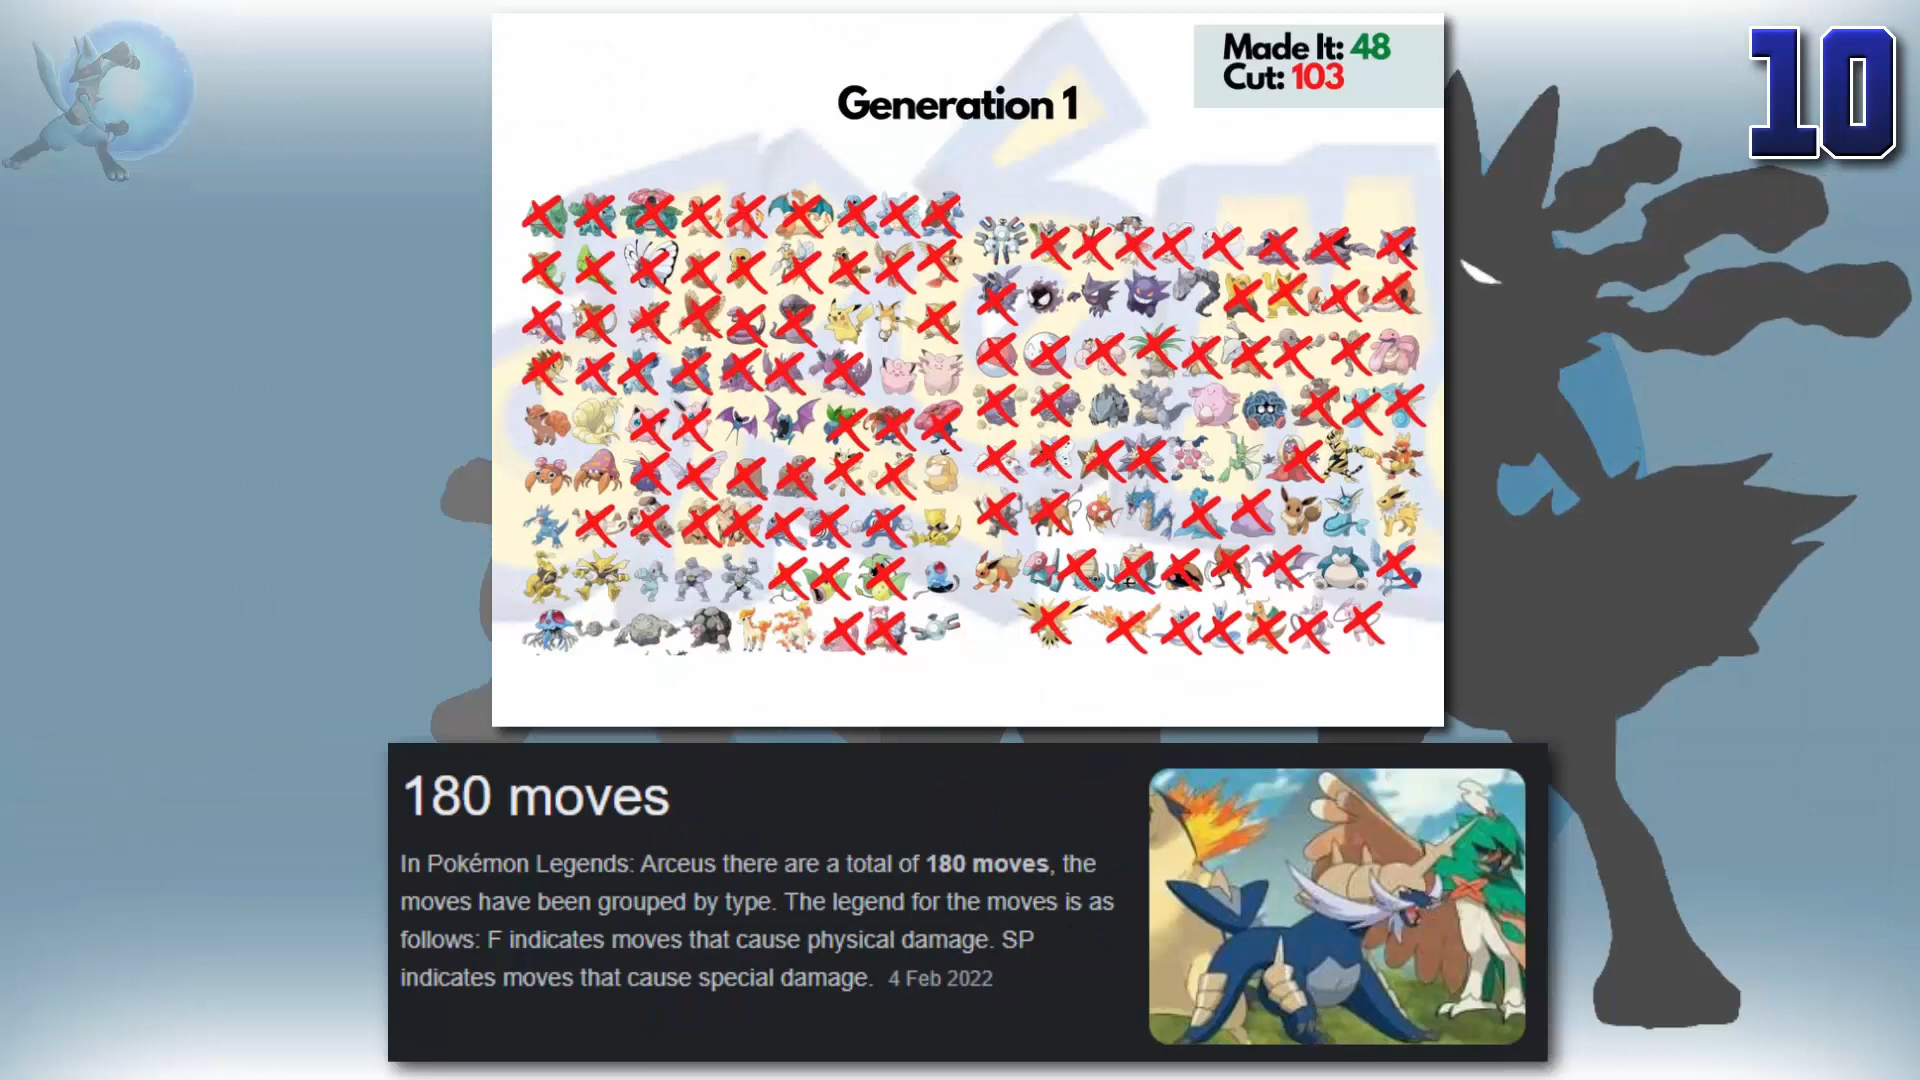 Made It: 48
Cut: 103
10
Generation 1
180 moves
In Pokémon Legends: Arceus there are a total of 180 moves, the
moves have been grouped by type. The legend for the moves is as
follows: F indicates moves that cause physical damage. SP
indicates moves that cause special damage. 4 Feb 2022